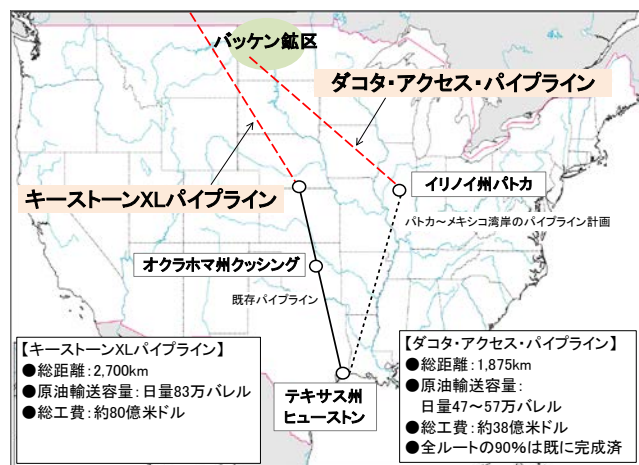 バッケン鉱区
ダコタ・アクセス・パイプライン
キーストーンXLパイプライン
イリノイ州パトカ
パトカ～メキシコ湾岸のパイプライン計画
オクラホマ州クッシング
既存パイプライン
【キーストーンXLパイプライン】
●総距離：2,700km
●原油輸送容量：日量83万バレル
●総工費：約80億米ドル
テキサス州
ヒューストン
【ダコタ・アクセス・パイプライン】
●総距離：1,875km
●原油輸送容量：
日量47～57万バレル
●総工費：約38億米ドル
●全ルートの90%は既に完成済